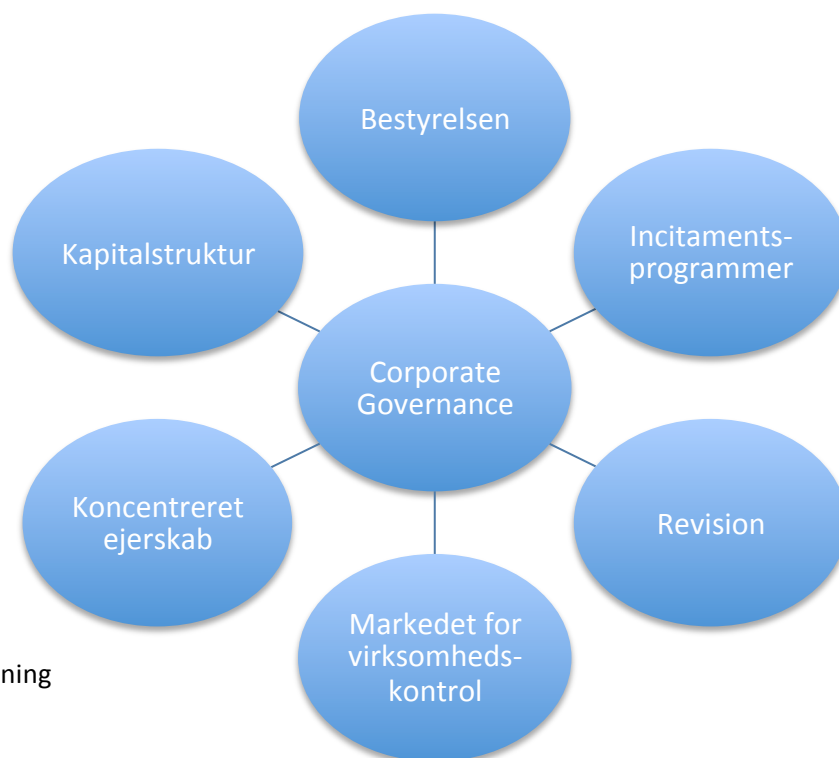 Bestyrelsen
Incitaments-
programmer
Kapitalstruktur
Corporate
Governance
Koncentreret
ejerskab
Revision
Markedet for
virksomheds-
kontrol
ning